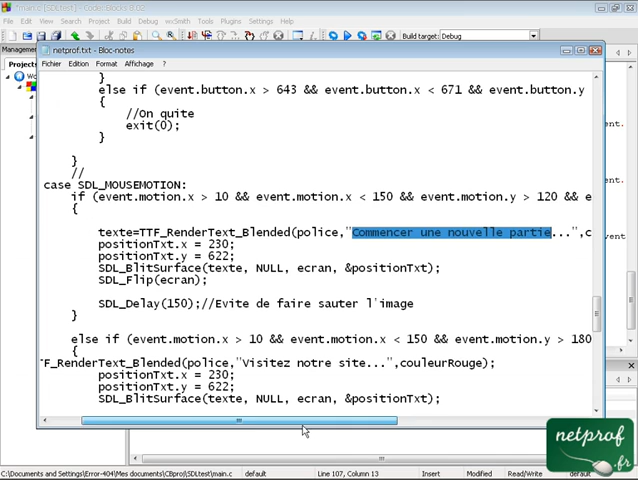 *main.c [SDLtest] - Code::Blocks 8.02
File Edit View Search Project Build Debug wxSmith Tools Plugins Settings Help
Build target: Debug
Management
Projects
netprof.txt - Bloc-notes
Fichier Edition Format Affichage ?
}
else if (event.button.x > 643 && event.button.x < 671 && event.button.y
{
//On quite
exit(0);
}
}
//
case SDL_MOUSEMOTION:
if (event.motion.x > 10 && event.motion.x < 150 && event.motion.y > 120 && e
{
texte=TTF_RenderText_Blended(police,"Commencer une nouvelle partie...",c
positionTxt.x = 230;
positionTxt.y = 622;
SDL_BlitSurface(texte, NULL, ecran, &positionTxt);
SDL_Flip(ecran);
SDL_Delay(150);//Evite de faire sauter l'image
}
else if (event.motion.x > 10 && event.motion.x < 150 && event.motion.y > 180
{
F_RenderText_Blended(police,"Visitez notre site...",couleurRouge);
positionTxt.x = 230;
positionTxt.y = 622;
SDL_BlitSurface(texte, NULL, ecran, &positionTxt);
netprof
.fr
C:\Documents and Settings\Error-404\Mes documents\CBproj\SDLtest\main.c default Line 107, Column 13 Insert Modified Read/Write default